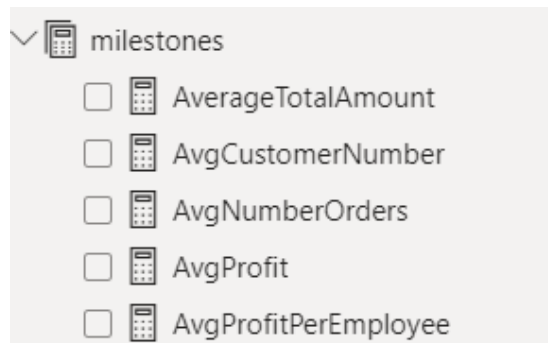 milestones
AverageTotalAmount
AvgCustomerNumber
AvgNumberOrders
AvgProfit
AvgProfitPerEmployee